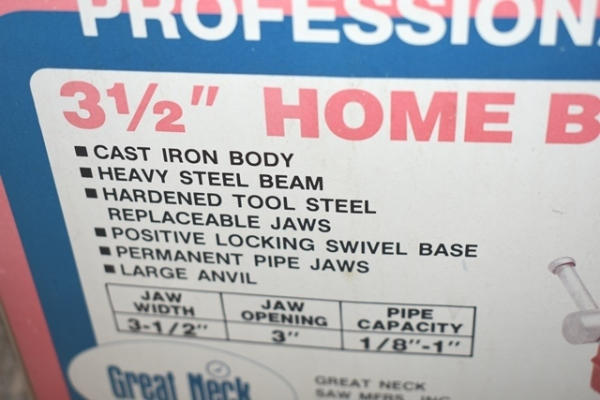 PROFESSION
3½" HOME B
■ CAST IRON BODY
■ HEAVY STEEL BEAM
■ HARDENED TOOL STEEL
REPLACEABLE JAWS
■ POSITIVE LOCKING SWIVEL BASE
■ PERMANENT PIPE JAWS
■ LARGE ANVIL
JAW WIDTH JAW OPENING PIPE CAPACITY
3-1/2" 3" 1/8"-1"
Great Neck
GREAT NECK
SAW MFRS. INC